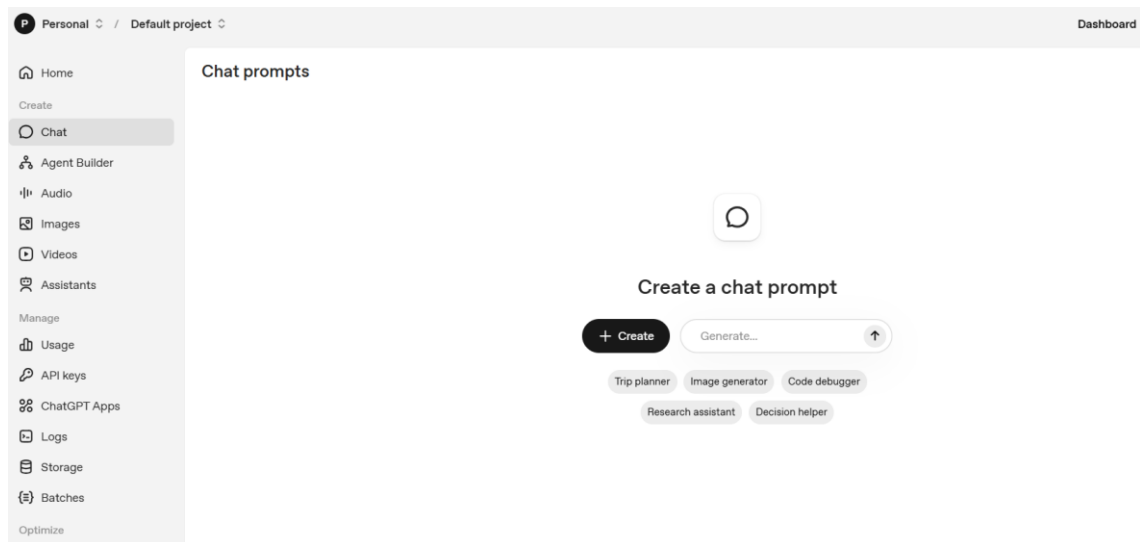 P Personal / Default project
Dashboard
Home
Create
Chat
Agent Builder
Audio
Images
Videos
Assistants
Manage
Usage
API keys
ChatGPT Apps
Logs
Storage
Batches
Optimize
Chat prompts
Create a chat prompt
+ Create
Generate...
Trip planner Image generator Code debugger
Research assistant Decision helper